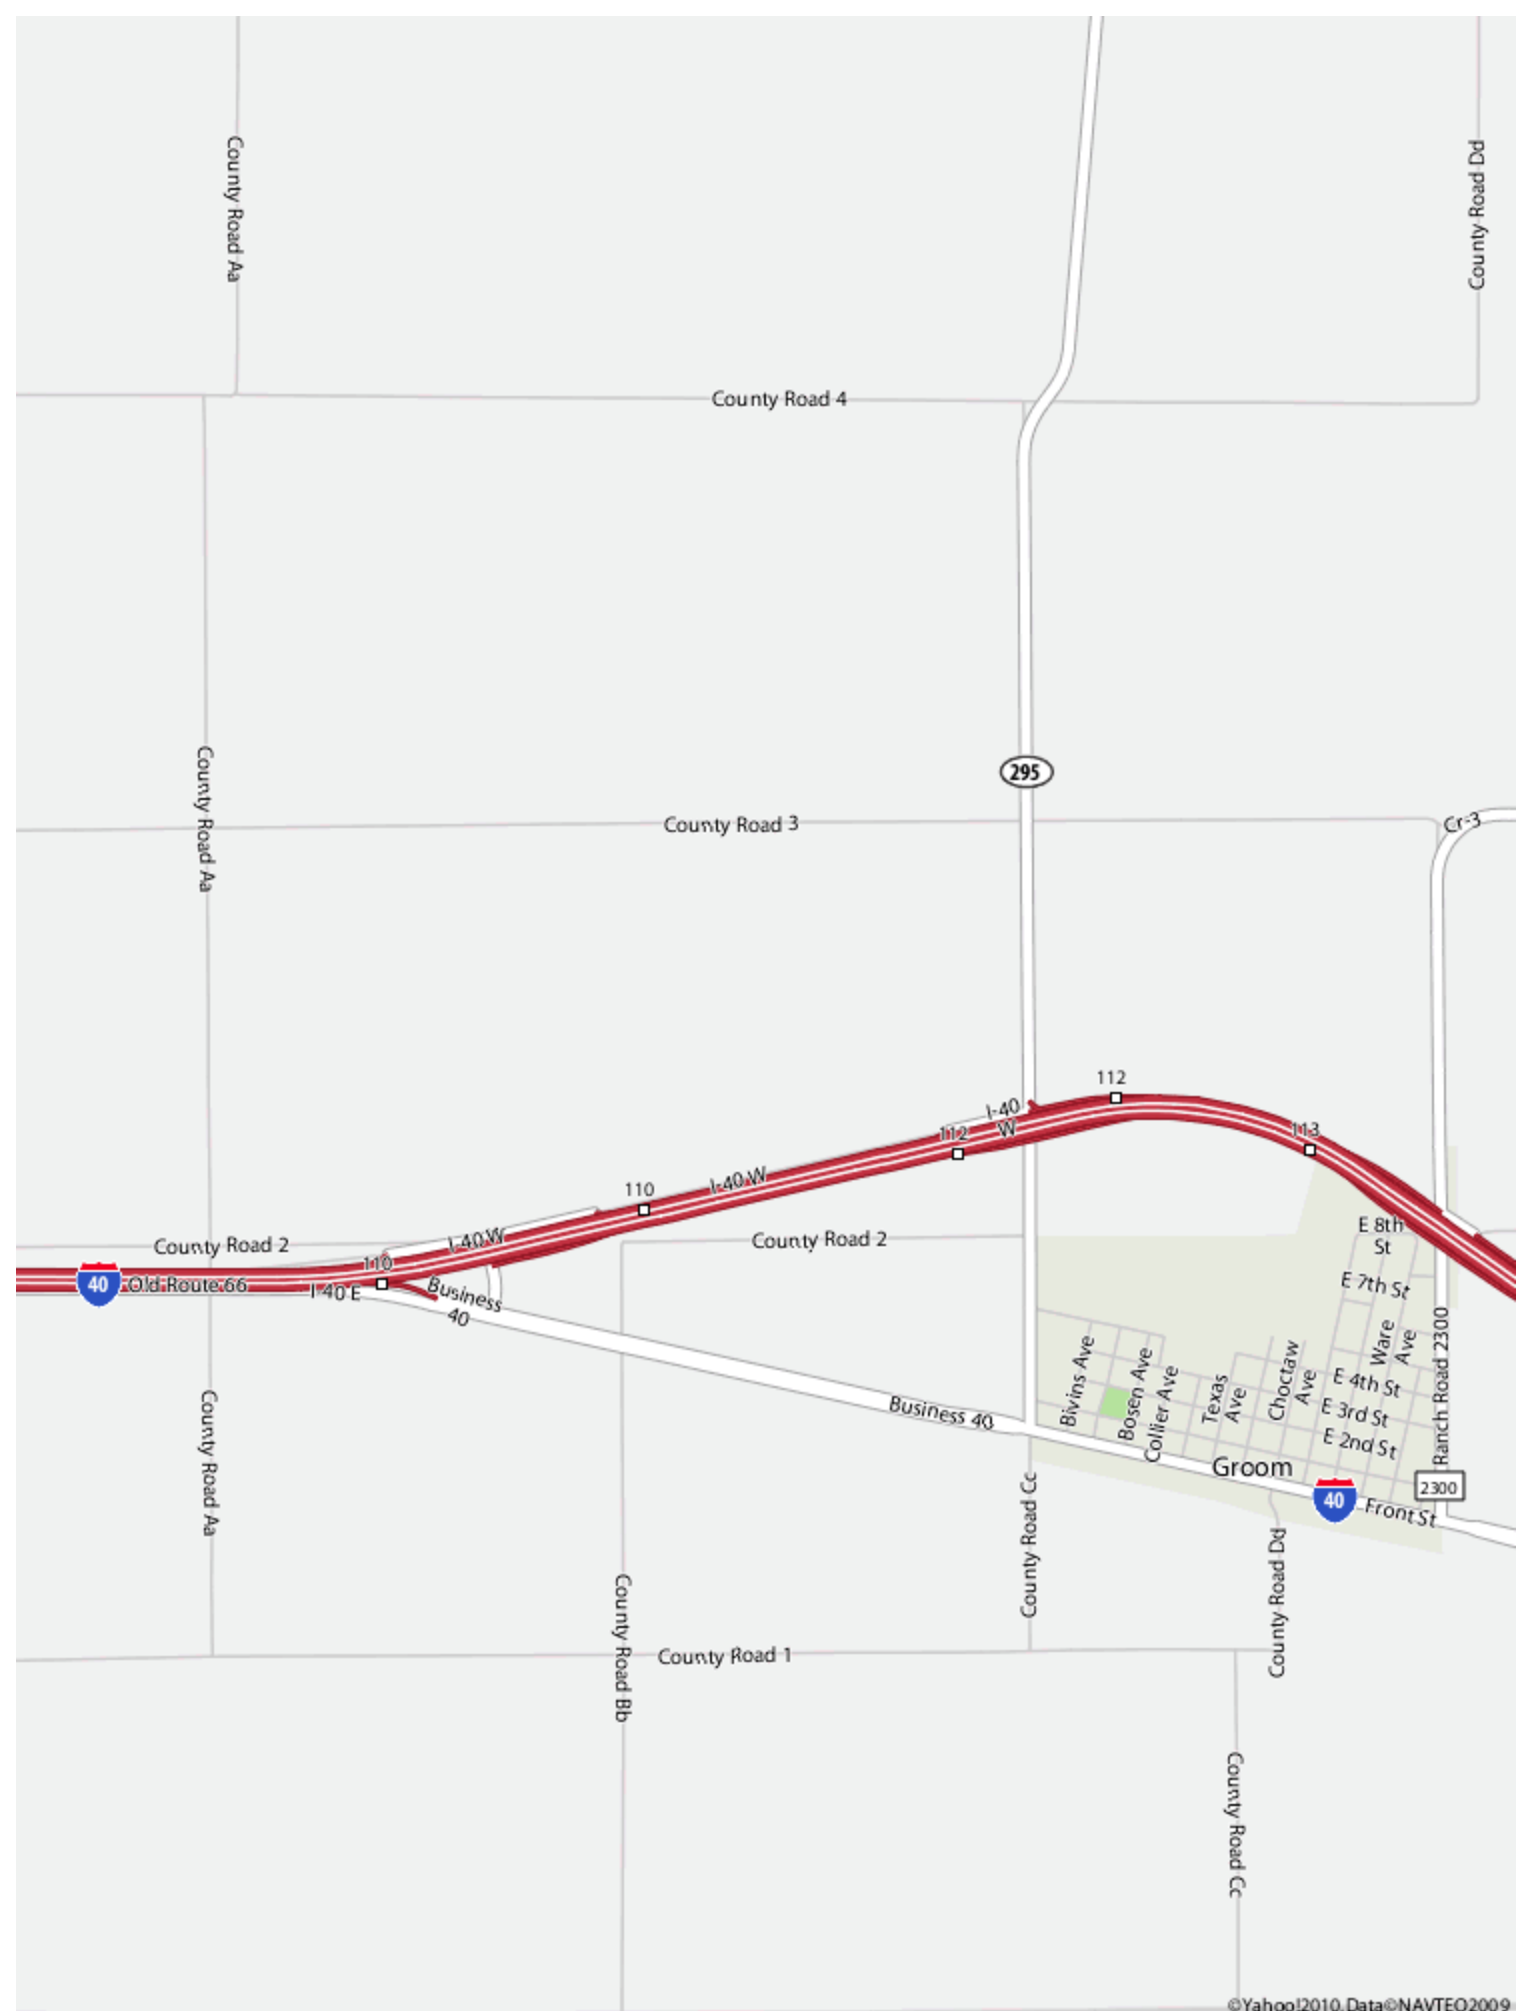 County Road Aa
County Road Dd
County Road 4
295
County Road Aa
County Road 3
Cr-3
112
I-40
W
112
113
I-40 W
110
County Road 2
I-40 W
County Road 2
E 8th
St
110
40
Old Route 66
I-40 E
Business
40
E 7th St
Ware
Ave
Ranch Road 2300
Bivins Ave
Bosen Ave
Collier Ave
Texas
Ave
Choctaw
Ave
E 4th St
E 3rd St
E 2nd St
Business 40
County Road Aa
Groom
40
2300
Front St
County Road Cc
County Road Dd
County Road Bb
County Road 1
County Road Cc
©Yahoo!2010, Data©NAVTEQ2009